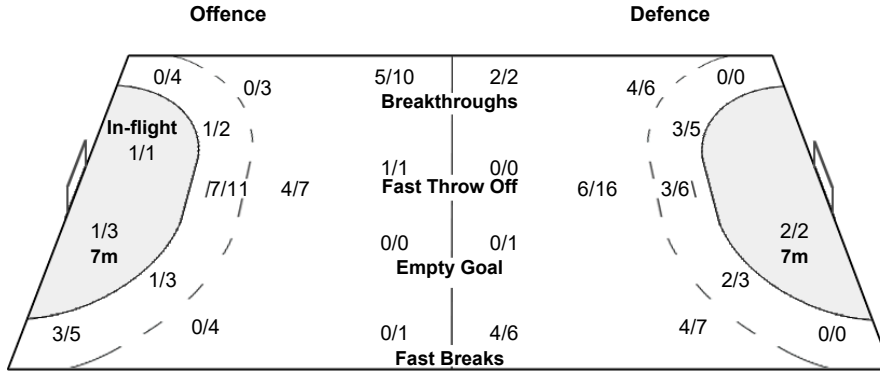 Offence Defence
0/4 0/3 5/10 2/2 4/6 0/0
Breakthroughs
In-flight 1/2 3/5
1/1 1/1 0/0
7/11 4/7 Fast Throw Off 6/16 3/6
1/3 2/2
7m 0/0 0/1 7m
Empty Goal
1/3 2/3
3/5 0/4 0/1 4/6 4/7 0/0
Fast Breaks